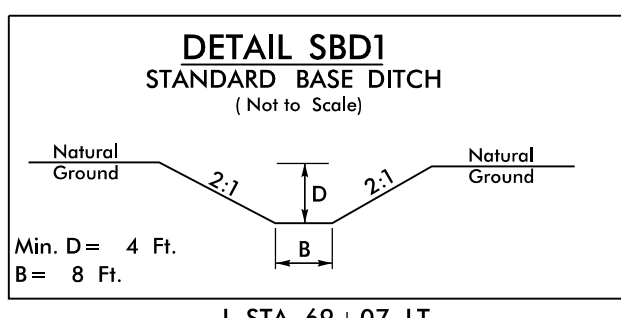 DETAIL SBD1
STANDARD BASE DITCH
( Not to Scale)
Natural
Ground
2:1
D
2:1
Natural
Ground
B
Min. D= 4 Ft.
B= 8 Ft.